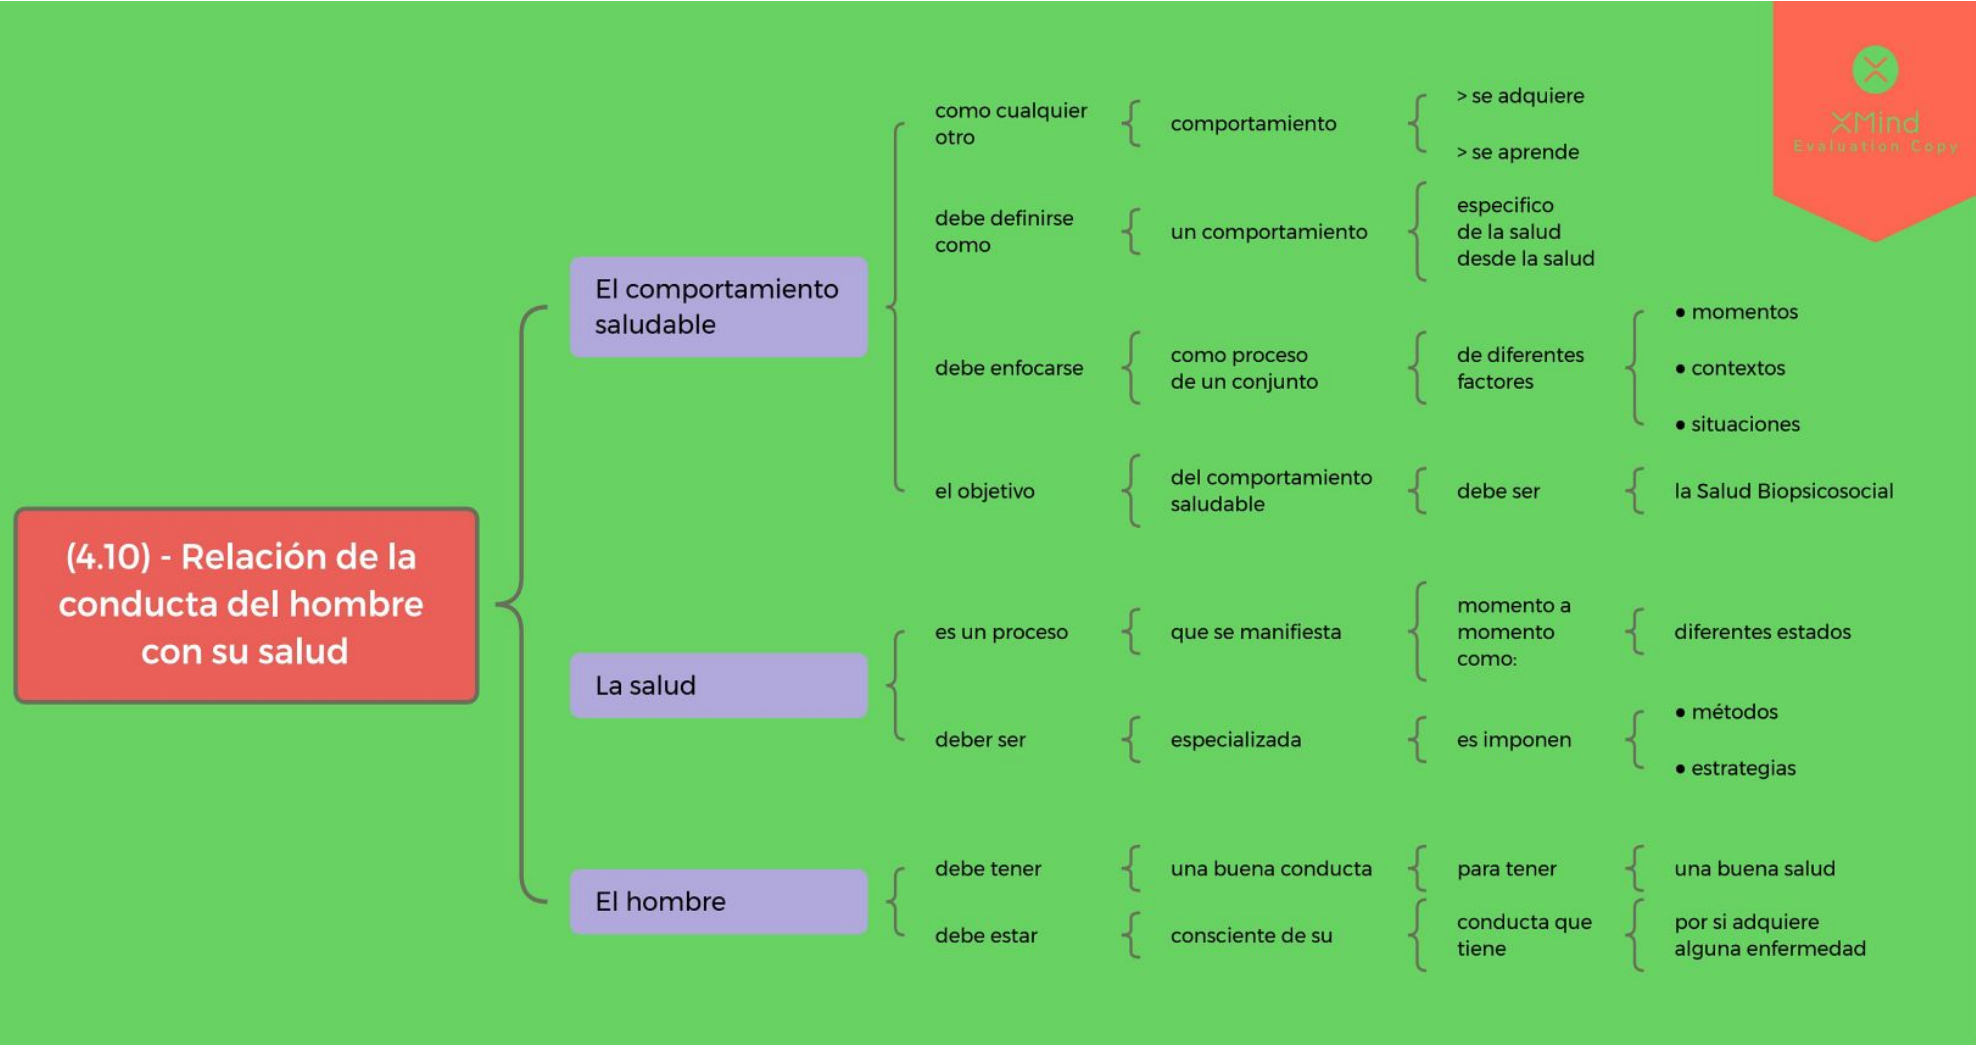 (4.10) - Relación de la
conducta del hombre
con su salud
El comportamiento
saludable
como cualquier
otro
comportamiento
> se adquiere
> se aprende
debe definirse
como
un comportamiento
especifico
de la salud
desde la salud
debe enfocarse
como proceso
de un conjunto
de diferentes
factores
● momentos
● contextos
● situaciones
el objetivo
del comportamiento
saludable
debe ser
la Salud Biopsicosocial
La salud
es un proceso
que se manifiesta
momento a
momento
como:
diferentes estados
deber ser
especializada
es imponen
● métodos
● estrategias
El hombre
debe tener
una buena conducta
para tener
una buena salud
debe estar
consciente de su
conducta que
tiene
por si adquiere
alguna enfermedad
XMind
Evaluation Copy